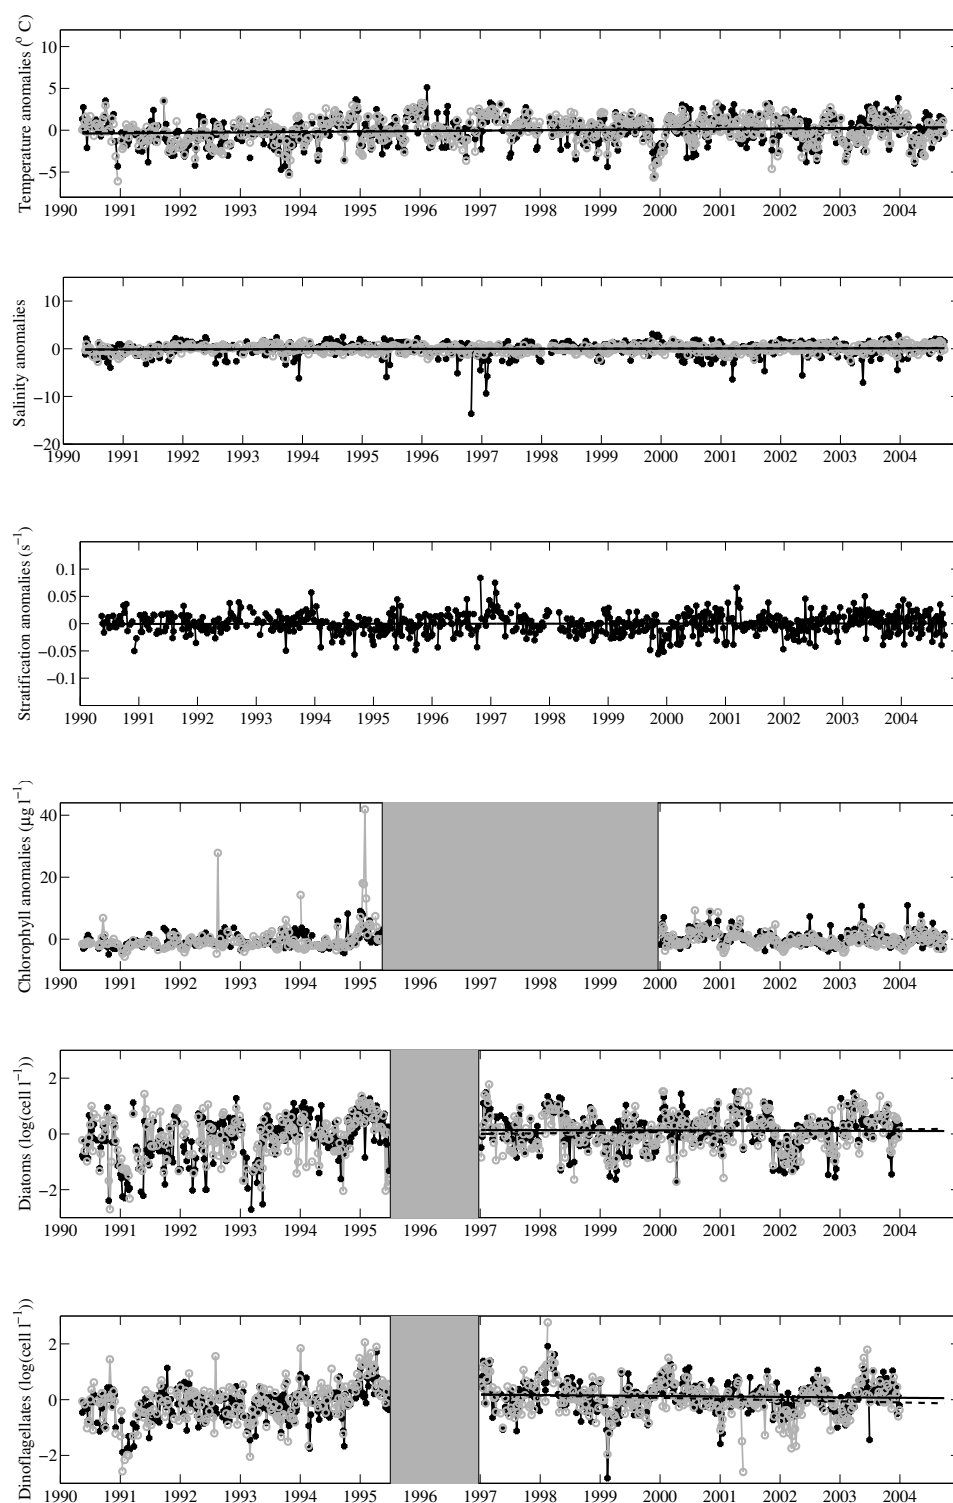 Temperature anomalies (° C)
10
5
0
−5
1990 1991 1992 1993 1994 1995 1996 1997 1998 1999 2000 2001 2002 2003 2004
Salinity anomalies
10
0
−10
−20
1990 1991 1992 1993 1994 1995 1996 1997 1998 1999 2000 2001 2002 2003 2004
Stratification anomalies (s⁻¹)
0.1
0.05
0
−0.05
−0.1
1990 1991 1992 1993 1994 1995 1996 1997 1998 1999 2000 2001 2002 2003 2004
Chlorophyll anomalies (µg l⁻¹)
40
20
0
1990 1991 1992 1993 1994 1995 1996 1997 1998 1999 2000 2001 2002 2003 2004
Diatoms (log(cell l⁻¹))
2
0
−2
1990 1991 1992 1993 1994 1995 1996 1997 1998 1999 2000 2001 2002 2003 2004
Dinoflagellates (log(cell l⁻¹))
2
0
−2
1990 1991 1992 1993 1994 1995 1996 1997 1998 1999 2000 2001 2002 2003 2004